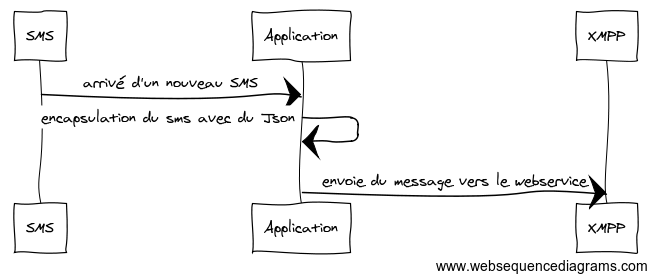 SMS
Application
XMPP
arrivé d'un nouveau SMS
encapsulation du sms avec du Json
envoie du message vers le webservice
SMS
Application
XMPP
www.websequencediagrams.com